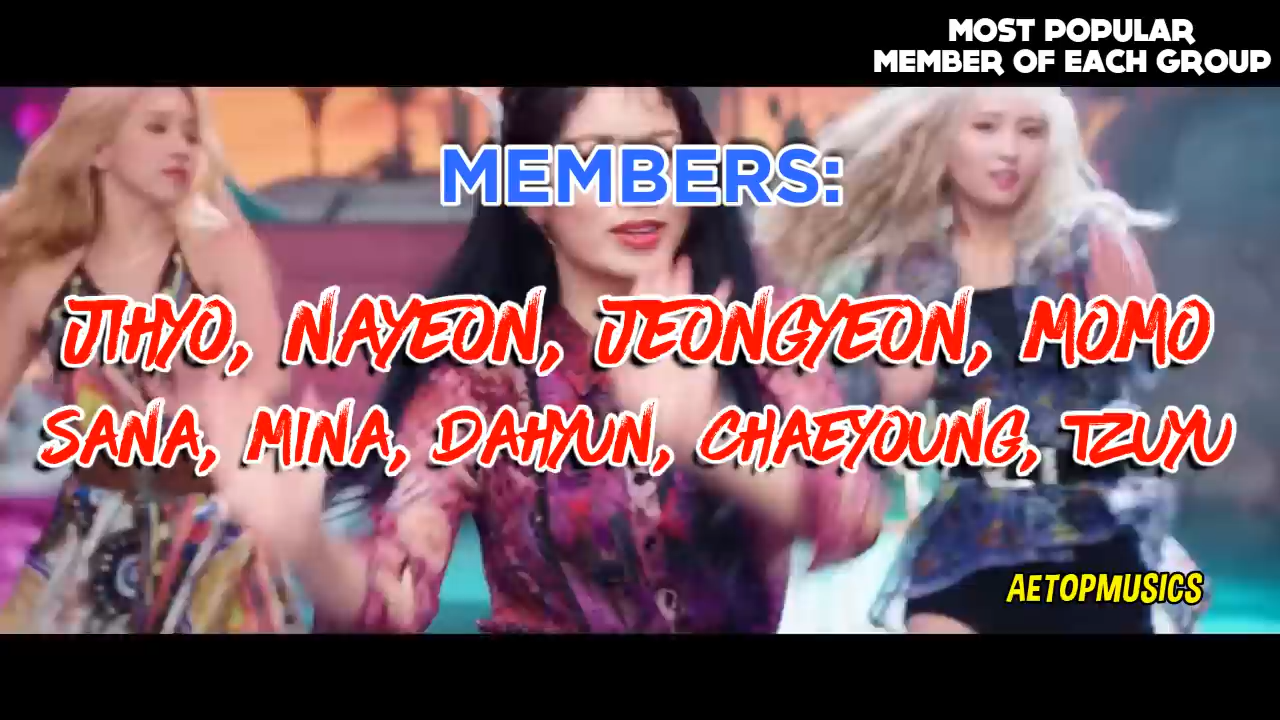 MOST POPULAR
MEMBER OF EACH GROUP
MEMBERS:
JIHYO, NAYEON, JEONGYEON, MOMO
SANA, MINA, DAHYUN, CHAEYOUNG, TZUYU
AETOPMUSICS